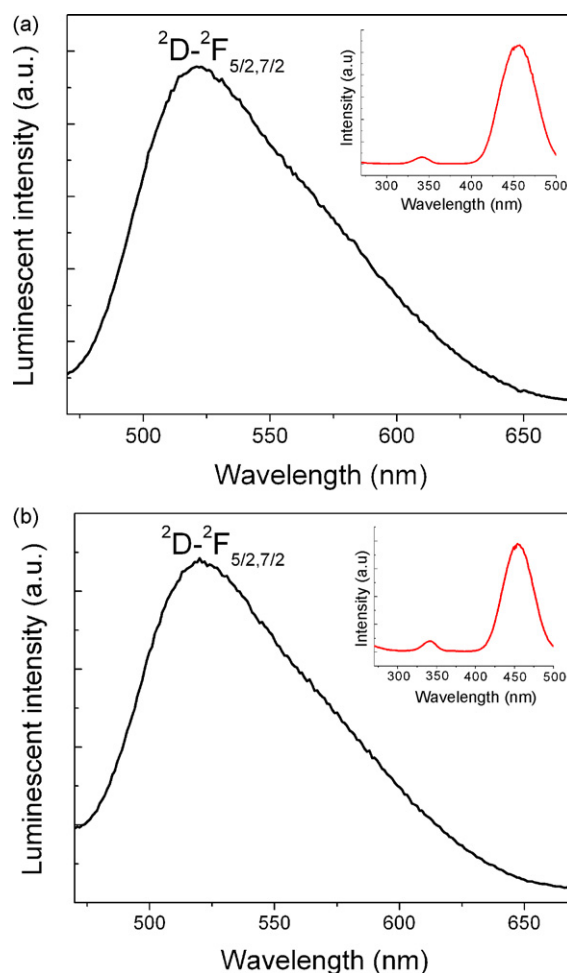 (a)
²D-²F5/2,7/2
Luminescent intensity (a.u.)
500 550 600 650
Wavelength (nm)
Intensity (a.u)
300 350 400 450 500
Wavelength (nm)
(b)
²D-²F5/2,7/2
Luminescent intensity (a.u.)
500 550 600 650
Wavelength (nm)
Intensity (a.u)
300 350 400 450 500
Wavelength (nm)